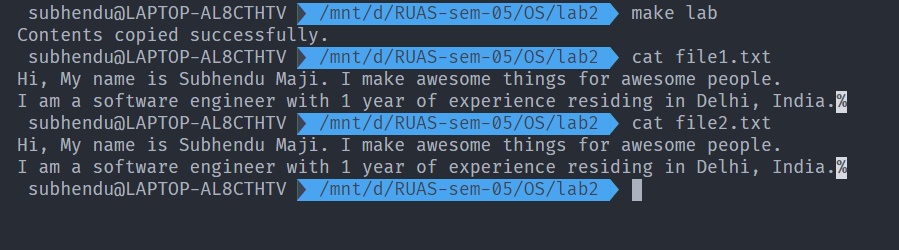 subhendu@LAPTOP-AL8CTHTV /mnt/d/RUAS-sem-05/OS/lab2 make lab
Contents copied successfully.
subhendu@LAPTOP-AL8CTHTV /mnt/d/RUAS-sem-05/OS/lab2 cat file1.txt
Hi, My name is Subhendu Maji. I make awesome things for awesome people.
I am a software engineer with 1 year of experience residing in Delhi, India.%
subhendu@LAPTOP-AL8CTHTV /mnt/d/RUAS-sem-05/OS/lab2 cat file2.txt
Hi, My name is Subhendu Maji. I make awesome things for awesome people.
I am a software engineer with 1 year of experience residing in Delhi, India.%
subhendu@LAPTOP-AL8CTHTV /mnt/d/RUAS-sem-05/OS/lab2